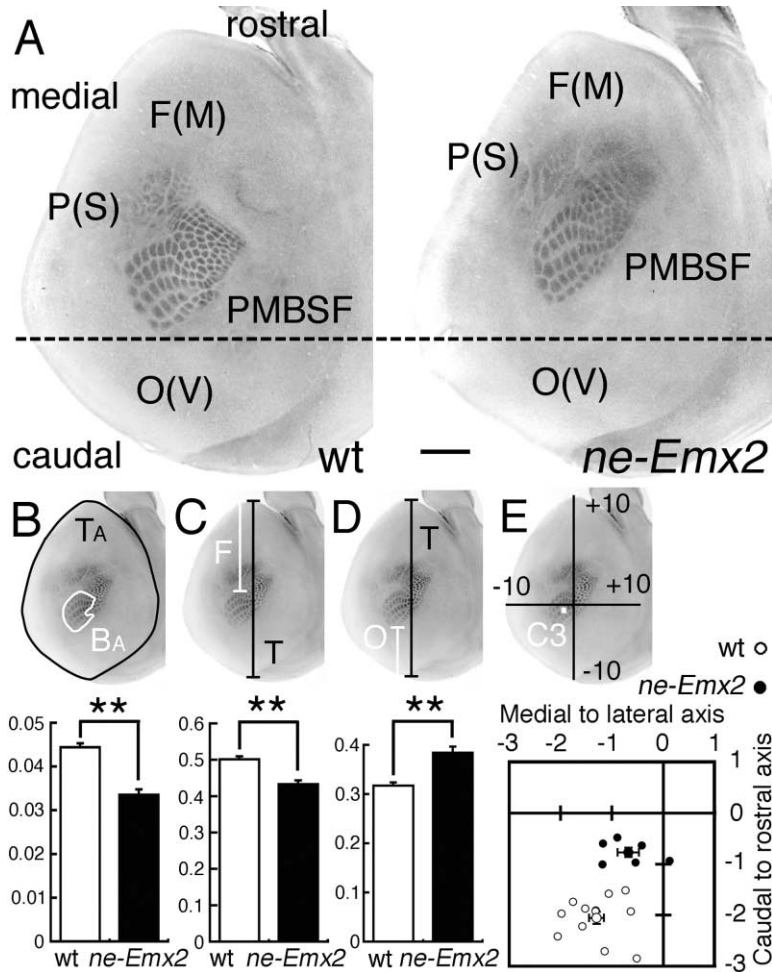 A
rostral
medial
F(M)
F(M)
P(S)
P(S)
PMBSF
PMBSF
O(V)
O(V)
caudal
wt
ne-Emx2
B
TA
BA
C
F
T
D
T
O
E
+10
-10
+10
C3
-10
wt ○
ne-Emx2 ●
**
0.05
0.04
0.03
0.02
0.01
0
wt ne-Emx2
**
0.6
0.5
0.4
0.3
0.2
0.1
0
wt ne-Emx2
**
0.4
0.3
0.2
0.1
0
wt ne-Emx2
Medial to lateral axis
-3 -2 -1 0 1
1
0
-1
-2
-3
Caudal to rostral axis